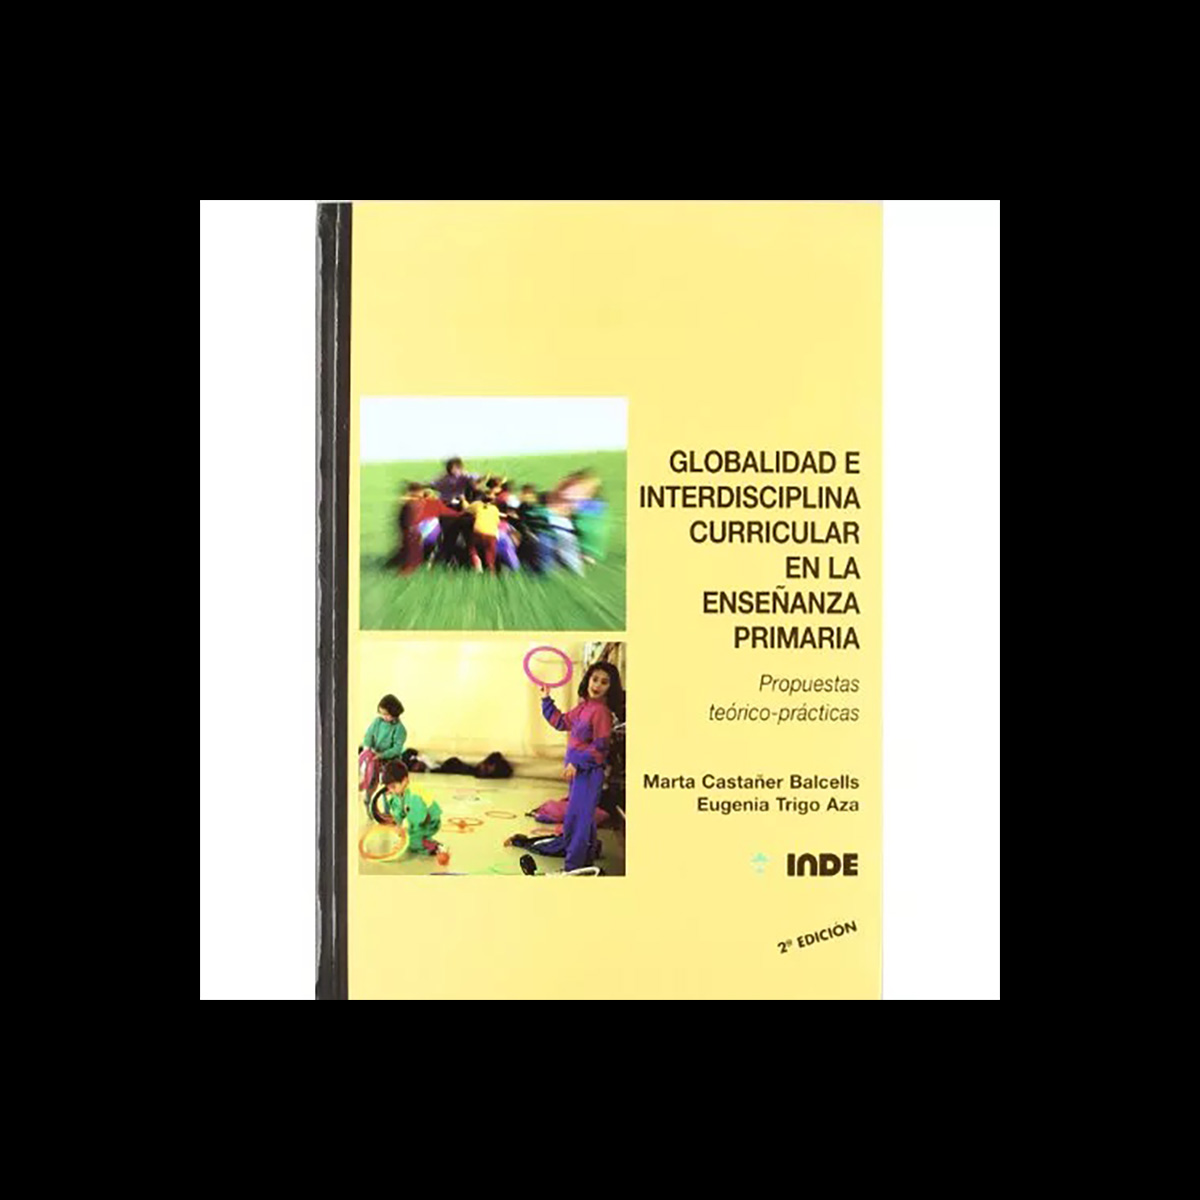 GLOBALIDAD E
INTERDISCIPLINA
CURRICULAR
EN LA
ENSEÑANZA
PRIMARIA
Propuestas
teórico-prácticas
Marta Castañer Balcells
Eugenia Trigo Aza
INDE
2ª EDICIÓN